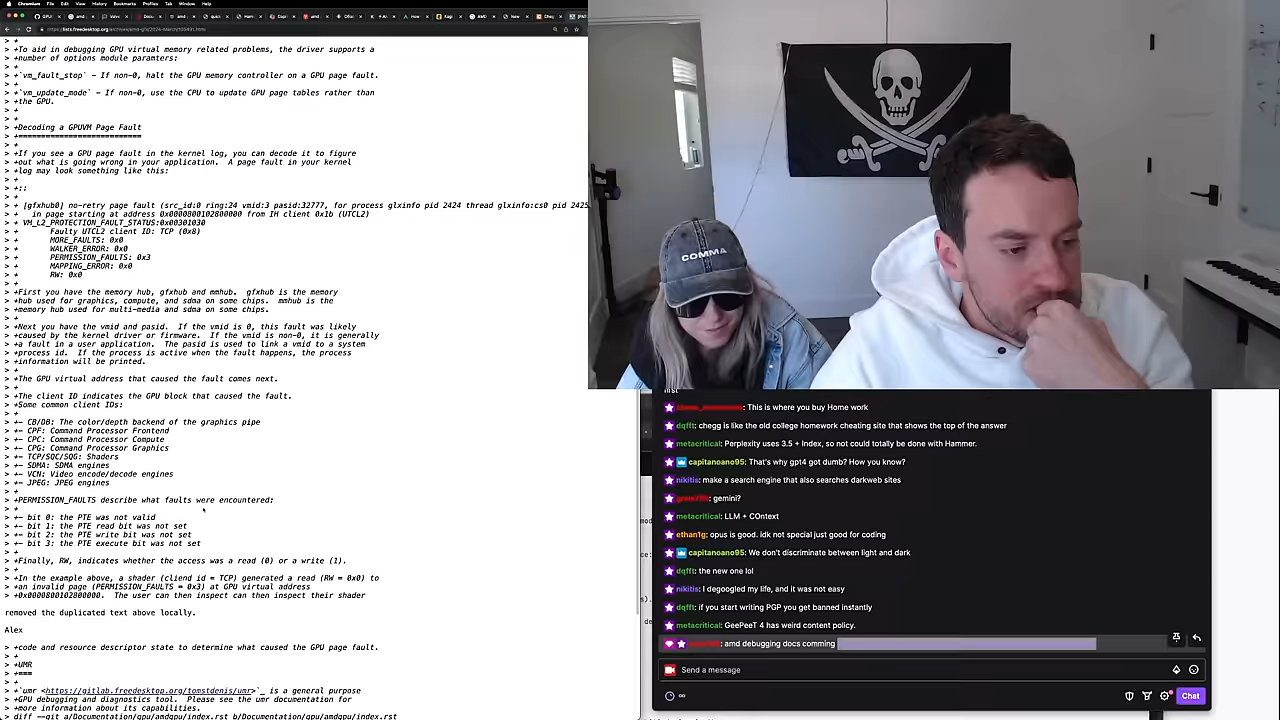 Chromium File Edit View History Bookmarks Profiles Tab Window Help
> +
> +To aid in debugging GPU virtual memory related problems, the driver supports a
> +number of options module paramters:
> +
> +`vm_fault_stop` - If non-0, halt the GPU memory controller on a GPU page fault.
> +
> +`vm_update_mode` - If non-0, use the CPU to update GPU page tables rather than
> +the GPU.
> +
> +
> +Decoding a GPUVM Page Fault
> +===========================
> +
> +If you see a GPU page fault in the kernel log, you can decode it to figure
> +out what is going wrong in your application.  A page fault in your kernel
> +log may look something like this:
> +
> +::
> +
> + [gfxhub0] no-retry page fault (src_id:0 ring:24 vmid:3 pasid:32777, for process glxinfo pid 2424 thread glxinfo:cs0 pid 2425
> +   in page starting at address 0x0000800102800000 from IH client 0x1b (UTCL2)
> + VM_L2_PROTECTION_FAULT_STATUS:0x00301030
> +       Faulty UTCL2 client ID: TCP (0x8)
> +       MORE_FAULTS: 0x0
> +       WALKER_ERROR: 0x0
> +       PERMISSION_FAULTS: 0x3
> +       MAPPING_ERROR: 0x0
> +       RW: 0x0
> +
> +First you have the memory hub, gfxhub and mmhub.  gfxhub is the memory
> +hub used for graphics, compute, and sdma on some chips.  mmhub is the
> +memory hub used for multi-media and sdma on some chips.
> +
> +Next you have the vmid and pasid.  If the vmid is 0, this fault was likely
> +caused by the kernel driver or firmware.  If the vmid is non-0, it is generally
> +a fault in a user application.  The pasid is used to link a vmid to a system
> +process id.  If the process is active when the fault happens, the process
> +information will be printed.
> +
> +The GPU virtual address that caused the fault comes next.
> +
> +The client ID indicates the GPU block that caused the fault.
> +Some common client IDs:
> +
> +- CB/DB: The color/depth backend of the graphics pipe
> +- CPF: Command Processor Frontend
> +- CPC: Command Processor Compute
> +- CPG: Command Processor Graphics
> +- TCP/SQC/SQG: Shaders
> +- SDMA: SDMA engines
> +- VCN: Video encode/decode engines
> +- JPEG: JPEG engines
> +
> +PERMISSION_FAULTS describe what faults were encountered:
> +
> +- bit 0: the PTE was not valid
> +- bit 1: the PTE read bit was not set
> +- bit 2: the PTE write bit was not set
> +- bit 3: the PTE execute bit was not set
> +
> +Finally, RW, indicates whether the access was a read (0) or a write (1).
> +
> +In the example above, a shader (cliend id = TCP) generated a read (RW = 0x0) to
> +an invalid page (PERMISSION_FAULTS = 0x3) at GPU virtual address
> +0x0000800102800000.  The user can then inspect can then inspect their shader
removed the duplicated text above locally.
Alex
> +code and resource descriptor state to determine what caused the GPU page fault.
> +
> +UMR
> +===
> +
> +`umr <https://gitlab.freedesktop.org/tomstdenis/umr>`_ is a general purpose
> +GPU debugging and diagnostics tool.  Please see the umr documentation for
> +more information about its capabilities.
> diff --git a/Documentation/gpu/amdgpu/index.rst b/Documentation/gpu/amdgpu/index.rst
COMMA
first
: This is where you buy Home work
dqfft: chegg is like the old college homework cheating site that shows the top of the answer
metacritical: Perplexity uses 3.5 + Index, so not could totally be done with Hammer.
capitanoano95: That's why gpt4 got dumb? How you know?
nikitis: make a search engine that also searches darkweb sites
: gemini?
metacritical: LLM + COntext
ethan1g: opus is good. idk not special just good for coding
capitanoano95: We don't discriminate between light and dark
dqfft: the new one lol
nikitis: I degoogled my life, and it was not easy
dqfft: if you start writing PGP you get banned instantly
metacritical: GeePeeT 4 has weird content policy.
: amd debugging docs comming
Send a message
Chat